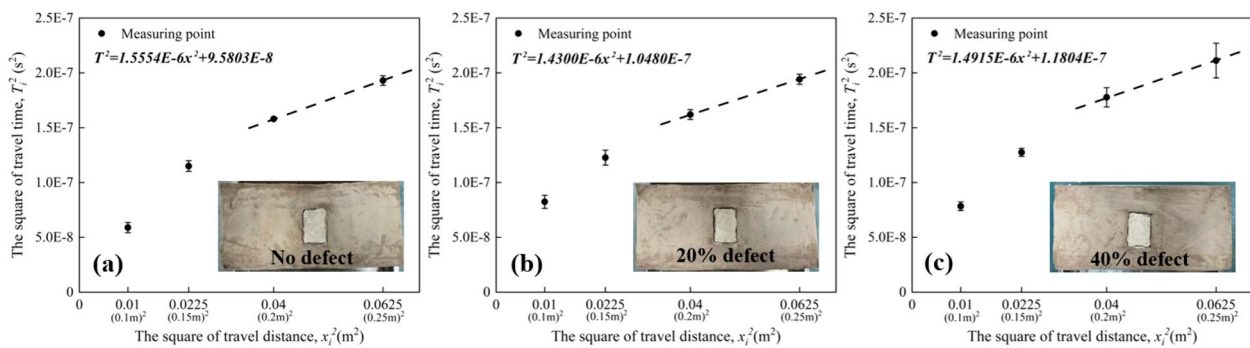 2.5E-7
2.0E-7
1.5E-7
1.0E-7
5.0E-8
0
The square of travel time, Tᵢ² (s²)
Measuring point
T²=1.5554E-6x²+9.5803E-8
(a)
No defect
0
0.01
(0.1m)²
0.0225
(0.15m)²
0.04
(0.2m)²
0.0625
(0.25m)²
The square of travel distance, xᵢ²(m²)
2.5E-7
2.0E-7
1.5E-7
1.0E-7
5.0E-8
0
The square of travel time, Tᵢ² (s²)
Measuring point
T²=1.4300E-6x²+1.0480E-7
(b)
20% defect
0
0.01
(0.1m)²
0.0225
(0.15m)²
0.04
(0.2m)²
0.0625
(0.25m)²
The square of travel distance, xᵢ²(m²)
2.5E-7
2.0E-7
1.5E-7
1.0E-7
5.0E-8
0
The square of travel time, Tᵢ² (s²)
Measuring point
T²=1.4915E-6x²+1.1804E-7
(c)
40% defect
0
0.01
(0.1m)²
0.0225
(0.15m)²
0.04
(0.2m)²
0.0625
(0.25m)²
The square of travel distance, xᵢ²(m²)